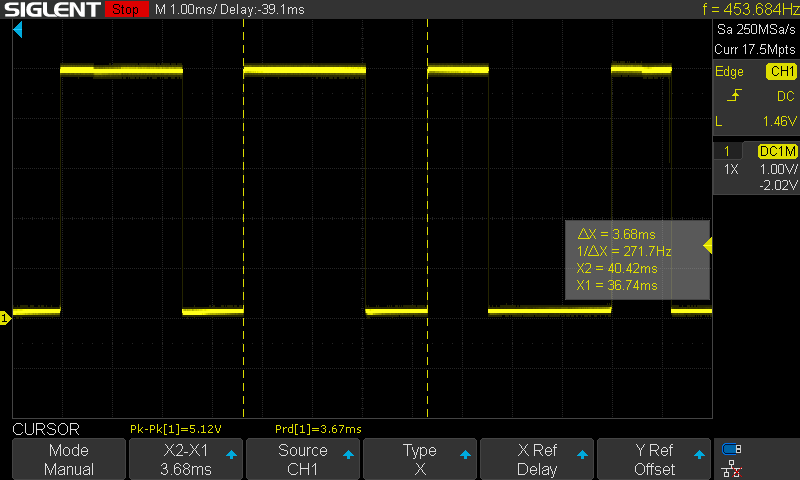 SIGLENT Stop M 1.00ms/ Delay:-39.1ms f = 453.684Hz
Sa 250MSa/s
Curr 17.5Mpts
Edge CH1
DC
L 1.46V
1 DC1M
1X 1.00V/
-2.02V
ΔX = 3.68ms
1/ΔX = 271.7Hz
X2 = 40.42ms
X1 = 36.74ms
1
CURSOR Pk-Pk[1]=5.12V Prd[1]=3.67ms
Mode X2-X1 Source Type X Ref Y Ref
Manual 3.68ms CH1 X Delay Offset